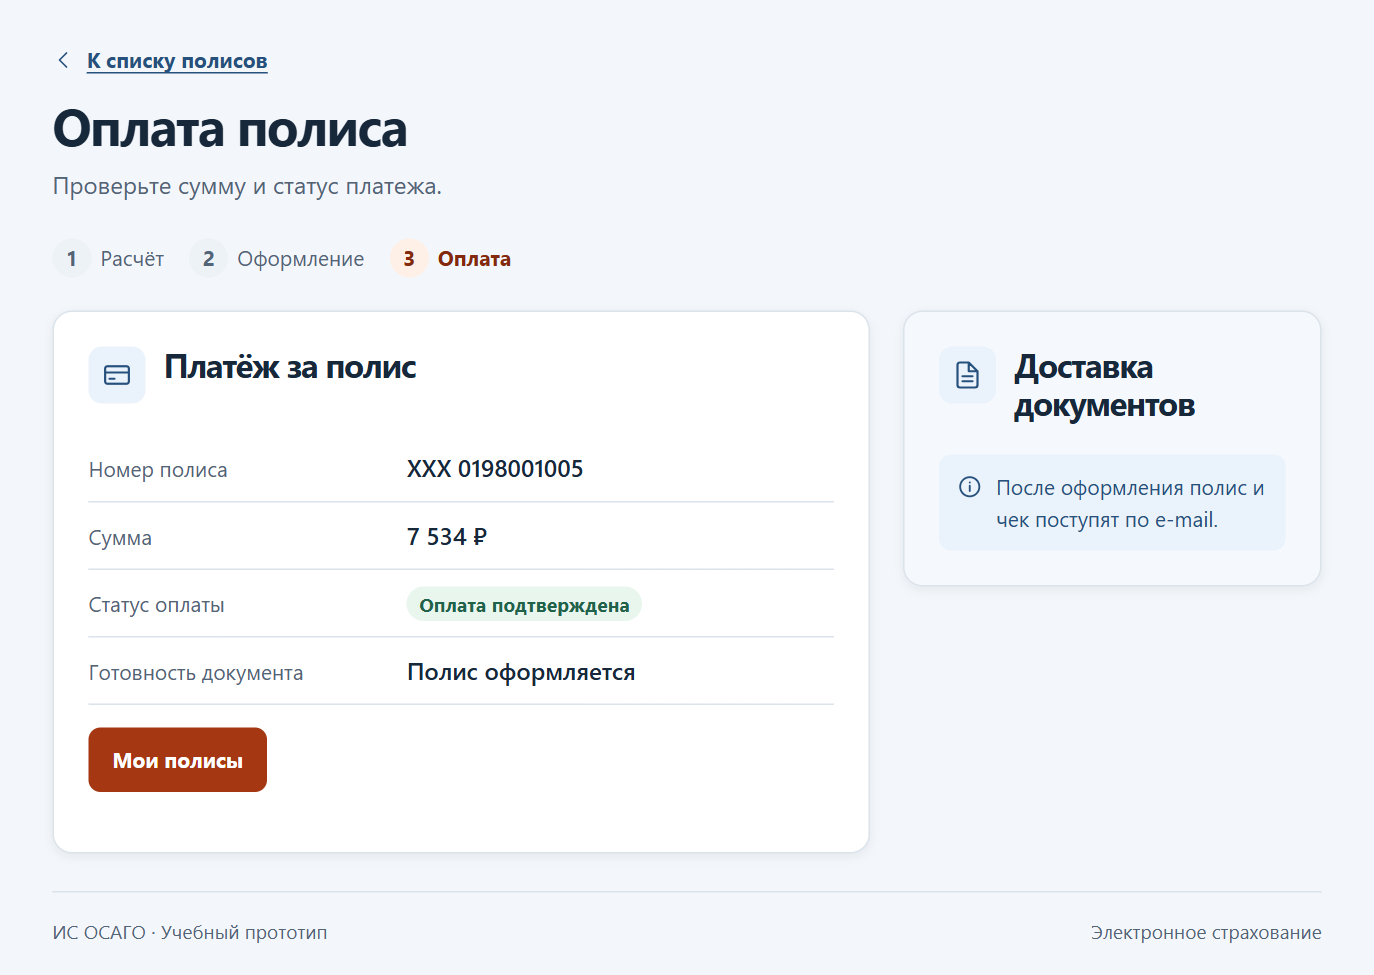 К списку полисов
Оплата полиса
Проверьте сумму и статус платежа.
1 Расчёт 2 Оформление 3 Оплата
Платёж за полис
Номер полиса ХХХ 0198001005
Сумма 7 534 ₽
Статус оплаты Оплата подтверждена
Готовность документа Полис оформляется
Мои полисы
Доставка
документов
После оформления полис и
чек поступят по e-mail.
ИС ОСАГО · Учебный прототип
Электронное страхование